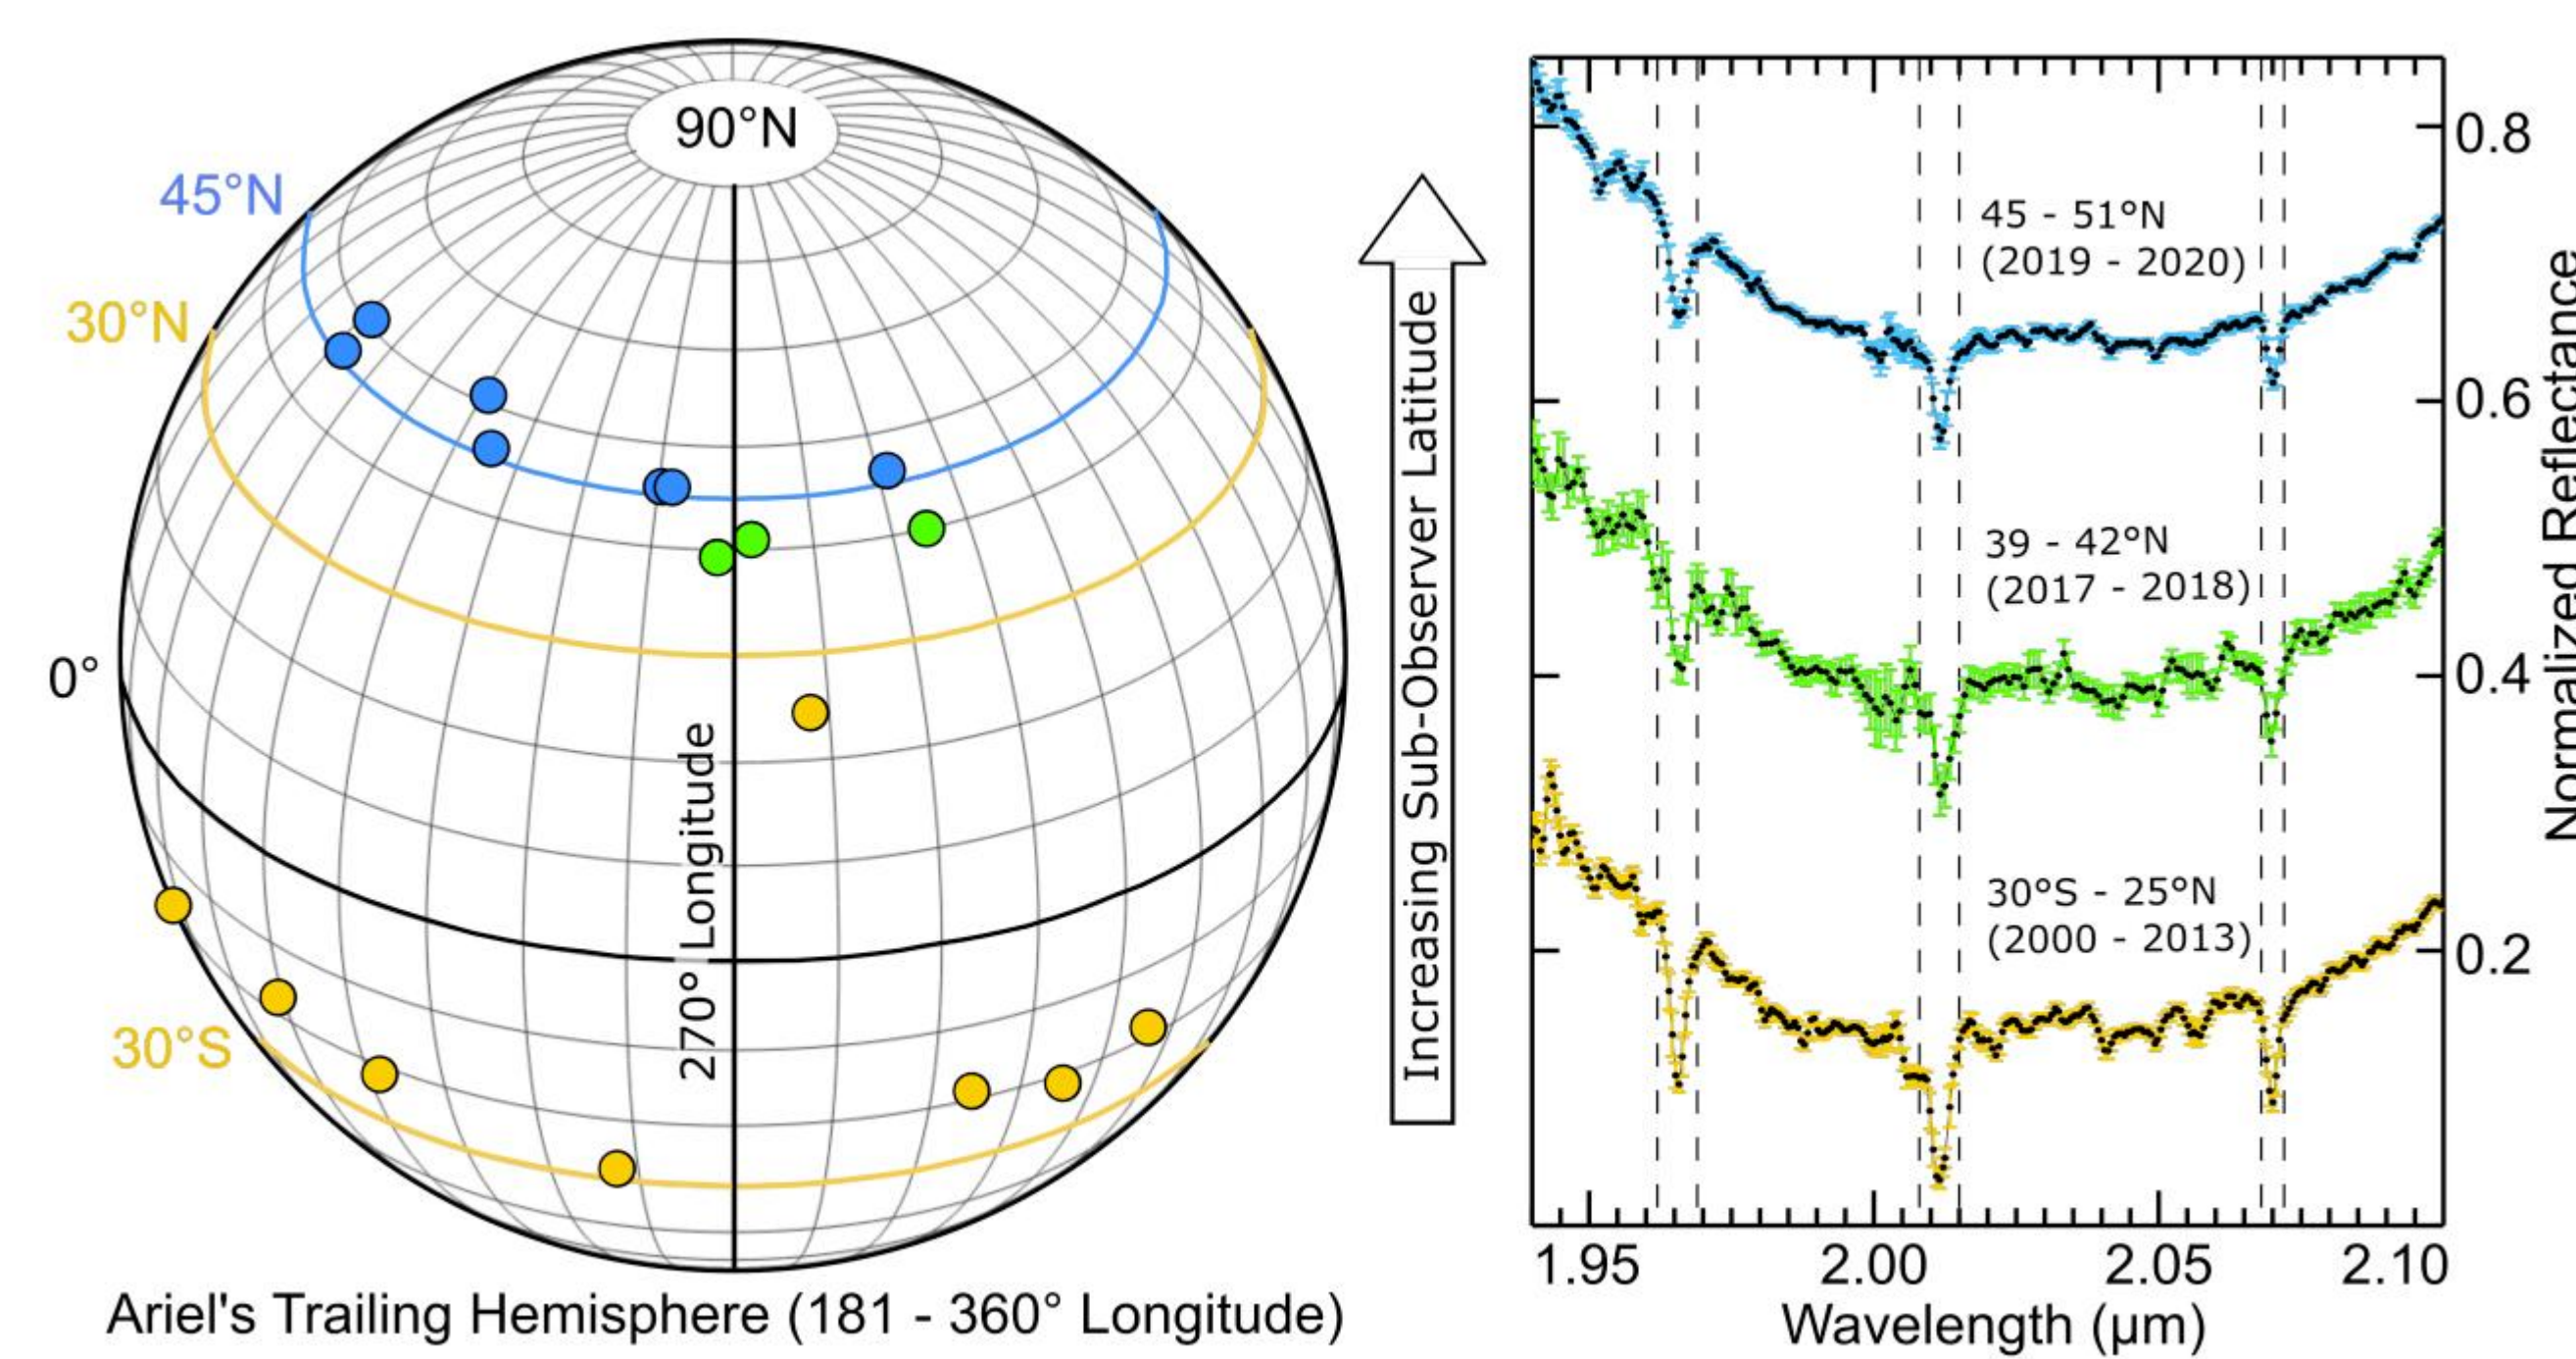 90°N
45°N
30°N
0°
30°S
270° Longitude
Ariel's Trailing Hemisphere (181 - 360° Longitude)
Increasing Sub-Observer Latitude
45 - 51°N
(2019 - 2020)
39 - 42°N
(2017 - 2018)
30°S - 25°N
(2000 - 2013)
0.8
0.6
0.4
0.2
Normalized Reflectance
1.95
2.00
2.05
2.10
Wavelength (µm)